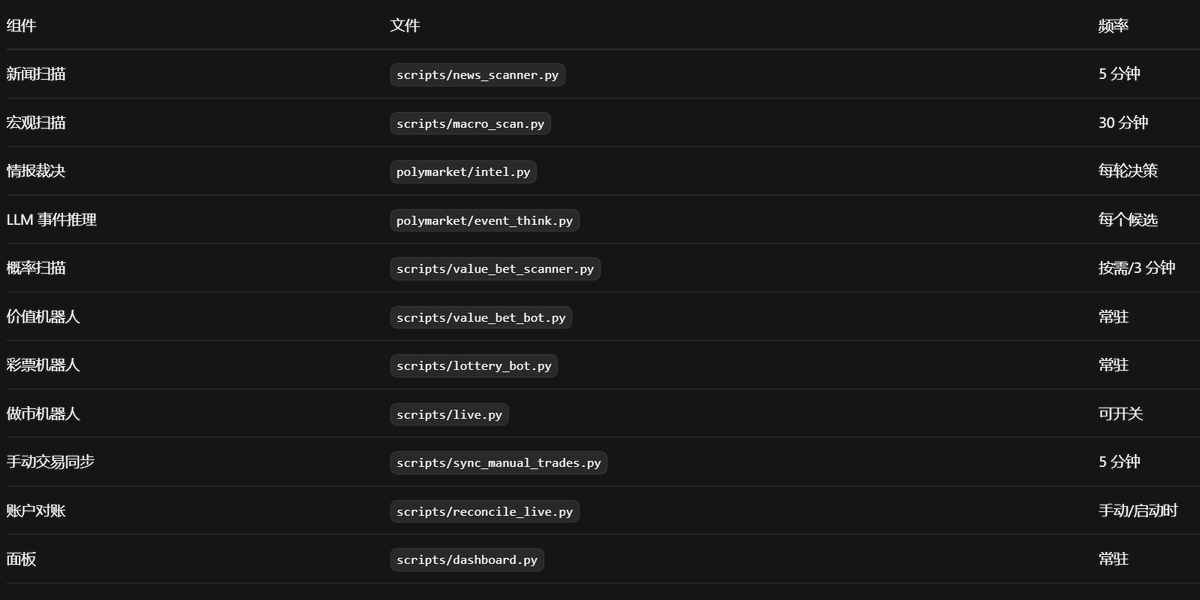 组件 文件 频率
新闻扫描 scripts/news_scanner.py 5 分钟
宏观扫描 scripts/macro_scan.py 30 分钟
情报裁决 polymarket/intel.py 每轮决策
LLM 事件推理 polymarket/event_think.py 每个候选
概率扫描 scripts/value_bet_scanner.py 按需/3 分钟
价值机器人 scripts/value_bet_bot.py 常驻
彩票机器人 scripts/lottery_bot.py 常驻
做市机器人 scripts/live.py 可开关
手动交易同步 scripts/sync_manual_trades.py 5 分钟
账户对账 scripts/reconcile_live.py 手动/启动时
面板 scripts/dashboard.py 常驻